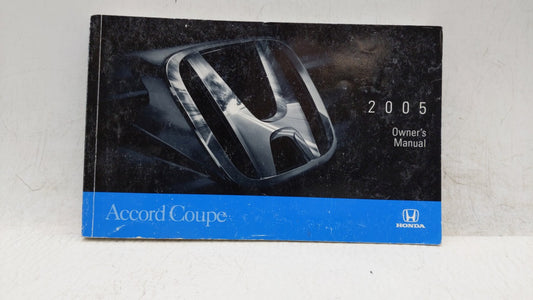 2005
Owner's
Manual
Accord Coupe
HONDA